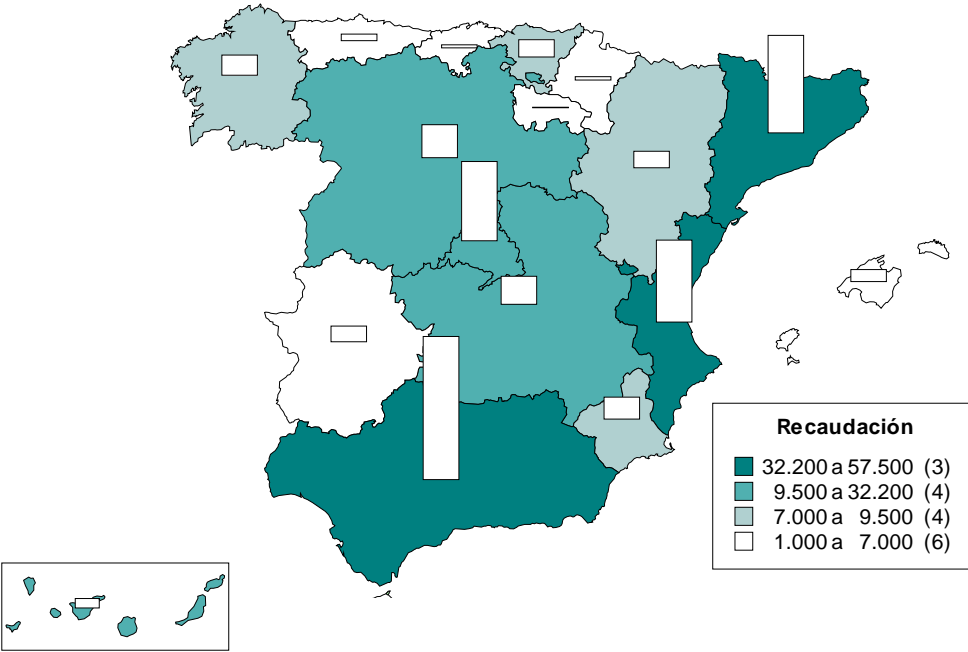 Recaudación
32.200 a 57.500 (3)
9.500 a 32.200 (4)
7.000 a 9.500 (4)
1.000 a 7.000 (6)